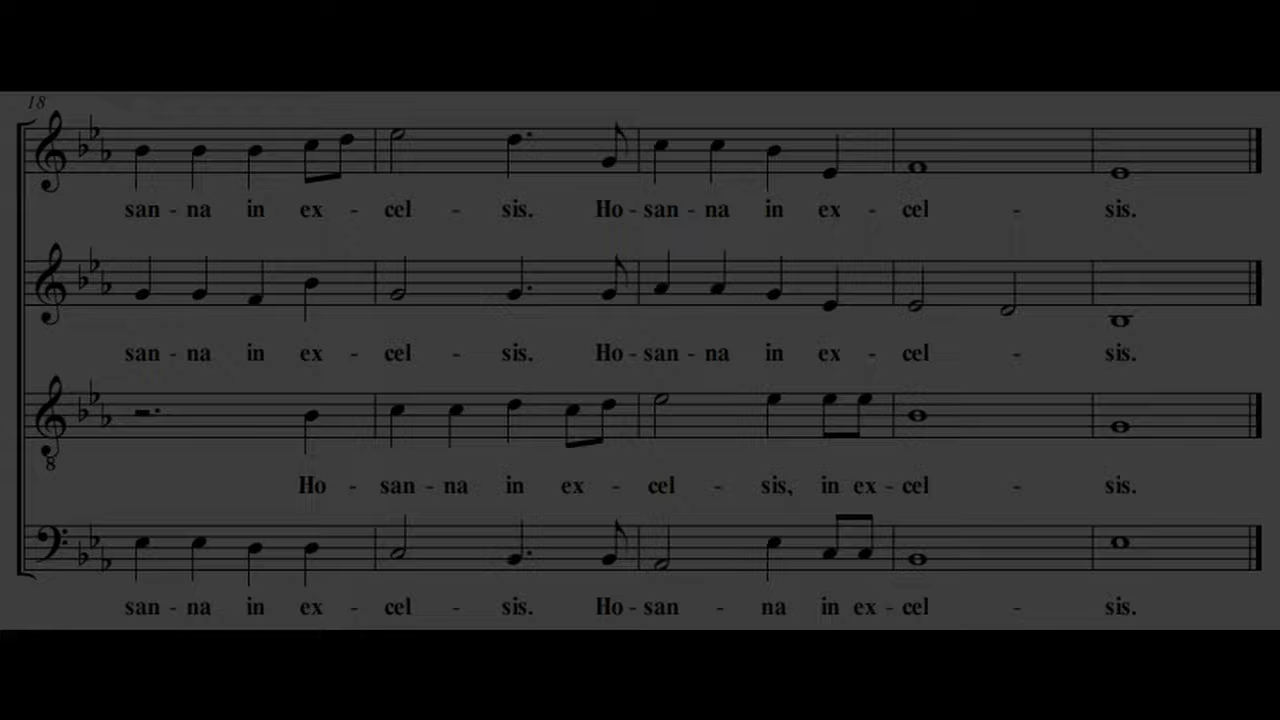 18
san - na in ex - cel - sis. Ho - san - na in ex - cel - sis.
san - na in ex - cel - sis. Ho - san - na in ex - cel - sis.
8
Ho - san - na in ex - cel - sis, in ex - cel - sis.
san - na in ex - cel - sis. Ho - san - na in ex - cel - sis.